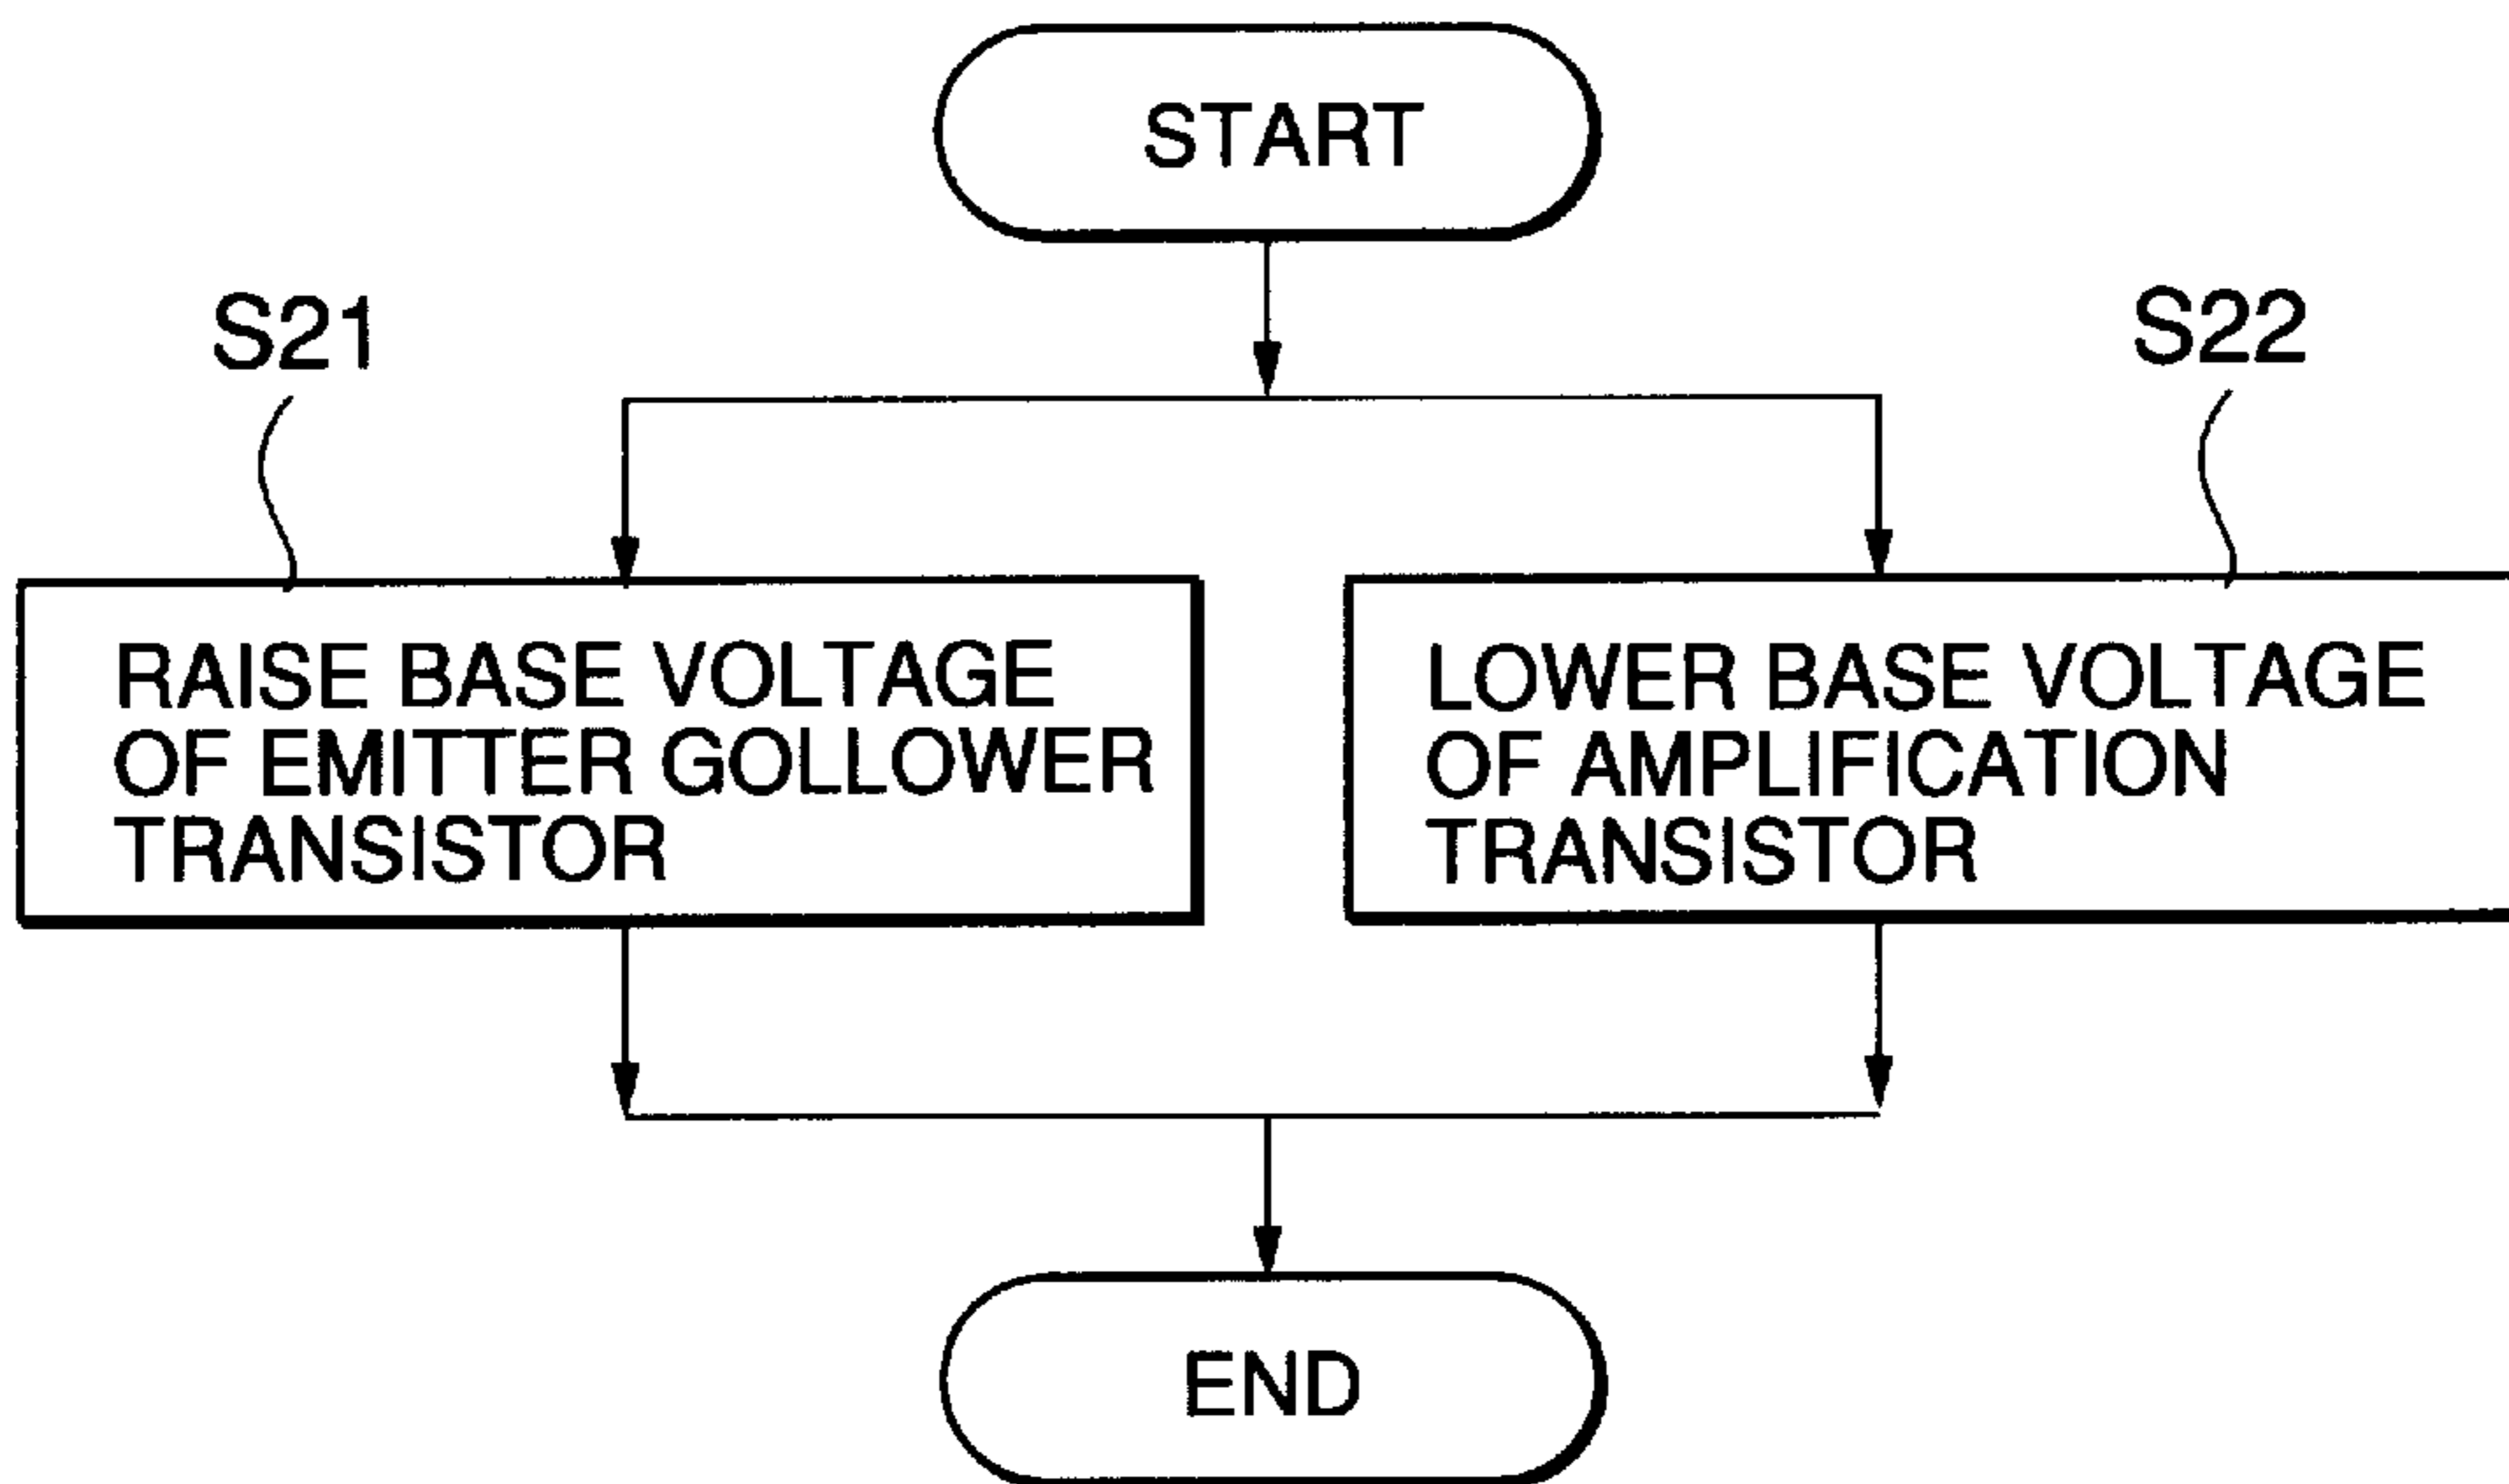 START
S21
S22
RAISE BASE VOLTAGE
OF EMITTER GOLLOWER
TRANSISTOR
LOWER BASE VOLTAGE
OF AMPLIFICATION
TRANSISTOR
END